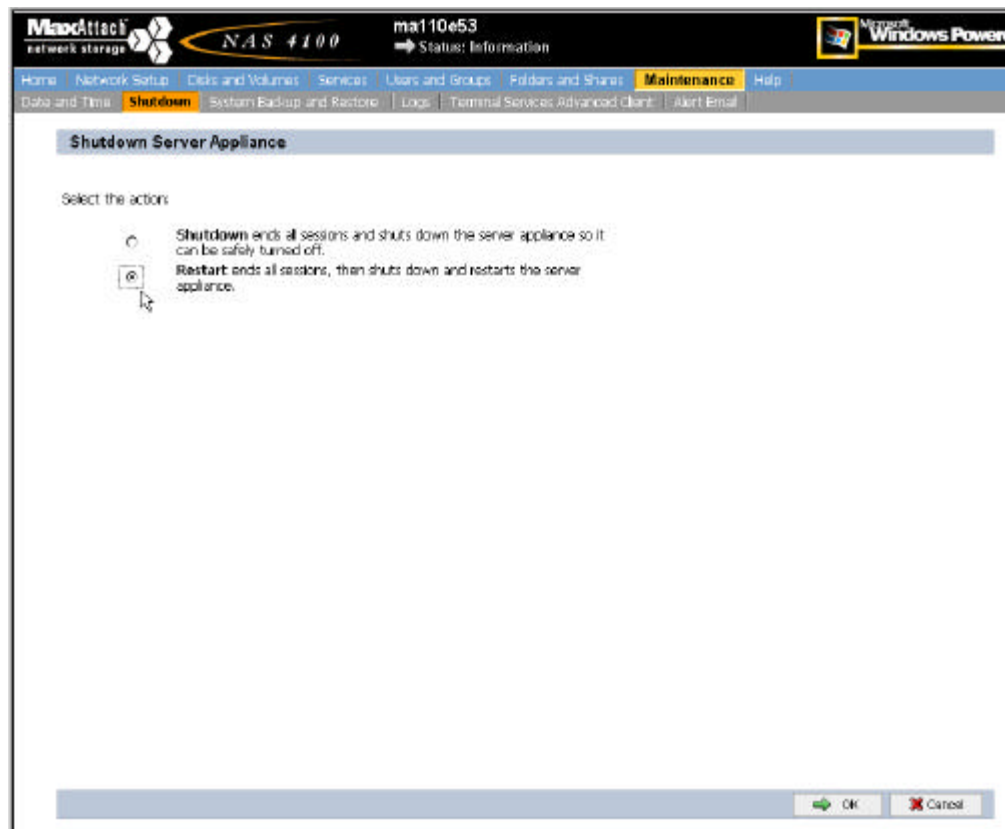 MaxAttach
network storage
NAS 4100
ma110e53
Status: Information
Microsoft
Windows Power
Home Network Setup Disks and Volumes Services Users and Groups Folders and Shares Maintenance Help
Date and Time Shutdown System Backup and Restore Logs Terminal Services Advanced Client Alert Email
Shutdown Server Appliance
Select the action:
Shutdown ends all sessions and shuts down the server appliance so it
can be safely turned off.
Restart ends all sessions, then shuts down and restarts the server
appliance.
OK Cancel